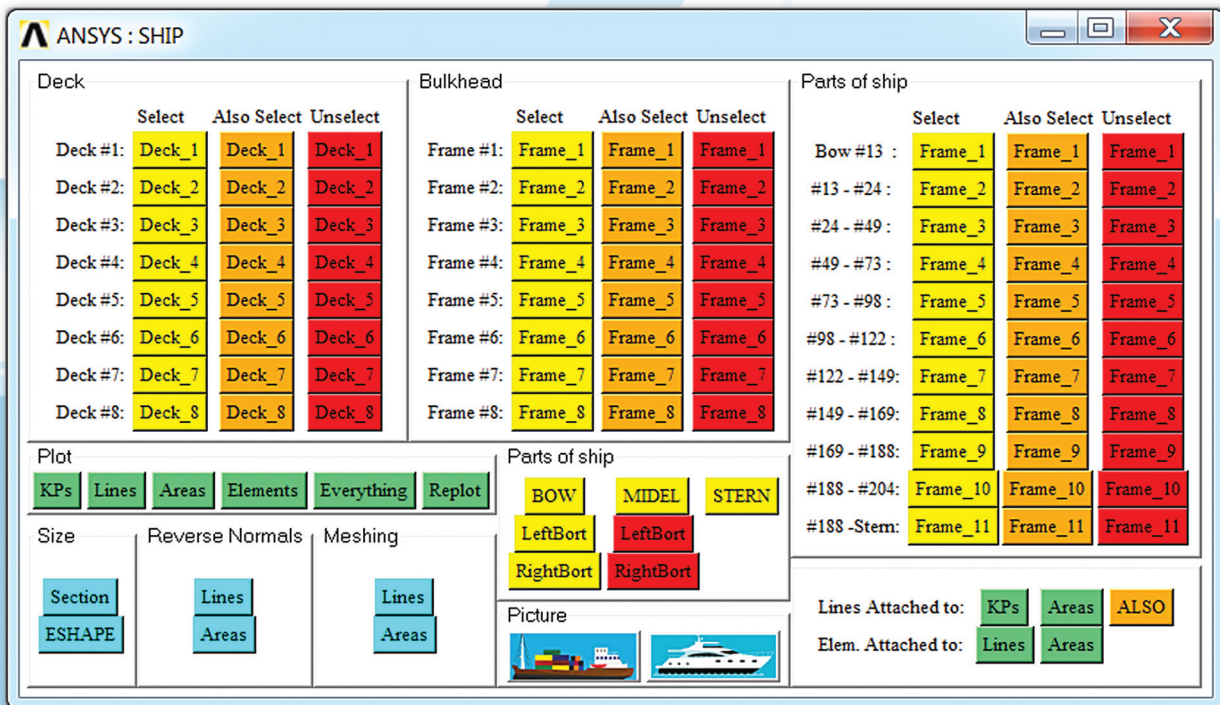 ANSYS : SHIP
Deck
Select Also Select Unselect
Deck #1: Deck_1 Deck_1 Deck_1
Deck #2: Deck_2 Deck_2 Deck_2
Deck #3: Deck_3 Deck_3 Deck_3
Deck #4: Deck_4 Deck_4 Deck_4
Deck #5: Deck_5 Deck_5 Deck_5
Deck #6: Deck_6 Deck_6 Deck_6
Deck #7: Deck_7 Deck_7 Deck_7
Deck #8: Deck_8 Deck_8 Deck_8
Bulkhead
Select Also Select Unselect
Frame #1: Frame_1 Frame_1 Frame_1
Frame #2: Frame_2 Frame_2 Frame_2
Frame #3: Frame_3 Frame_3 Frame_3
Frame #4: Frame_4 Frame_4 Frame_4
Frame #5: Frame_5 Frame_5 Frame_5
Frame #6: Frame_6 Frame_6 Frame_6
Frame #7: Frame_7 Frame_7 Frame_7
Frame #8: Frame_8 Frame_8 Frame_8
Parts of ship
Select Also Select Unselect
Bow #13 : Frame_1 Frame_1 Frame_1
#13 - #24 : Frame_2 Frame_2 Frame_2
#24 - #49 : Frame_3 Frame_3 Frame_3
#49 - #73 : Frame_4 Frame_4 Frame_4
#73 - #98 : Frame_5 Frame_5 Frame_5
#98 - #122 : Frame_6 Frame_6 Frame_6
#122 - #149: Frame_7 Frame_7 Frame_7
#149 - #169: Frame_8 Frame_8 Frame_8
#169 - #188: Frame_9 Frame_9 Frame_9
#188 - #204: Frame_10 Frame_10 Frame_10
#188 -Stern: Frame_11 Frame_11 Frame_11
Plot
KPs Lines Areas Elements Everything Replot
Size
Section
ESHAPE
Reverse Normals
Lines
Areas
Meshing
Lines
Areas
Parts of ship
BOW MIDEL STERN
LeftBort LeftBort
RightBort RightBort
Picture
Lines Attached to: KPs Areas ALSO
Elem. Attached to: Lines Areas